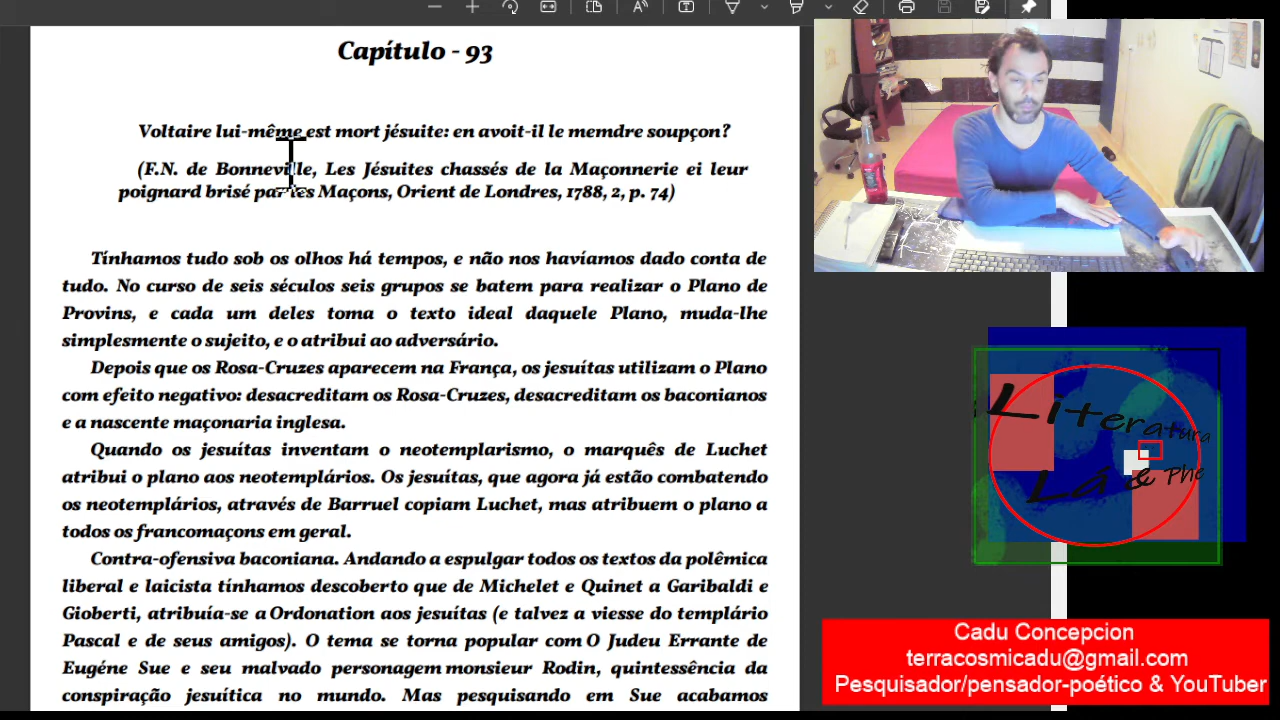 Capítulo - 93
Voltaire lui-même est mort jésuite: en avoit-il le memdre soupçon?
(F.N. de Bonneville, Les Jésuites chassés de la Maçonnerie ei leur
poignard brisé par tes Maçons, Orient de Londres, 1788, 2, p. 74)
Tínhamos tudo sob os olhos há tempos, e não nos havíamos dado conta de
tudo. No curso de seis séculos seis grupos se batem para realizar o Plano de
Provins, e cada um deles toma o texto ideal daquele Plano, muda-lhe
simplesmente o sujeito, e o atribui ao adversário.
Depois que os Rosa-Cruzes aparecem na França, os jesuítas utilizam o Plano
com efeito negativo: desacreditam os Rosa-Cruzes, desacreditam os baconianos
e a nascente maçonaria inglesa.
Quando os jesuítas inventam o neotemplarismo, o marquês de Luchet
atribui o plano aos neotemplários. Os jesuítas, que agora já estão combatendo
os neotemplários, através de Barruel copiam Luchet, mas atribuem o plano a
todos os francomaçons em geral.
Contra-ofensiva baconiana. Andando a espulgar todos os textos da polêmica
liberal e laicista tínhamos descoberto que de Michelet e Quinet a Garibaldi e
Gioberti, atribuía-se a Ordonation aos jesuítas (e talvez a viesse do templário
Pascal e de seus amigos). O tema se torna popular com O Judeu Errante de
Eugéne Sue e seu malvado personagem monsieur Rodin, quintessência da
conspiração jesuítica no mundo. Mas pesquisando em Sue acabamos
Literatura
Lá & Phe
Cadu Concepcion
terracosmicadu@gmail.com
Pesquisador/pensador-poético & YouTuber